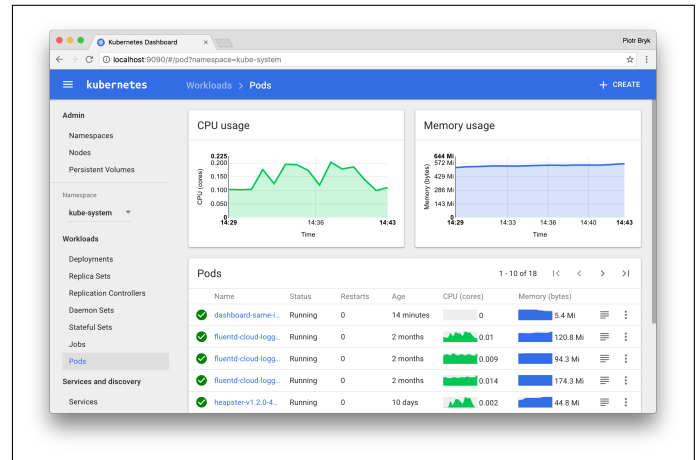 Kubernetes Dashboard
Piotr Bryk
localhost:9090/#/pod?namespace=kube-system
kubernetes
Workloads > Pods
+ CREATE
Admin
Namespaces
Nodes
Persistent Volumes
Namespace
kube-system
Workloads
Deployments
Replica Sets
Replication Controllers
Daemon Sets
Stateful Sets
Jobs
Pods
Services and discovery
Services
CPU usage
CPU (cores)
0.225
0.200
0.150
0.100
0.050
0
14:29 14:36 14:43
Time
Memory usage
Memory (bytes)
644 Mi
572 Mi
429 Mi
286 Mi
143 Mi
0
14:29 14:33 14:36 14:40 14:43
Time
Pods 1 - 10 of 18
Name Status Restarts Age CPU (cores) Memory (bytes)
dashboard-same-i... Running 0 14 minutes 0 5.4 Mi
fluentd-cloud-logg... Running 0 2 months 0.01 120.8 Mi
fluentd-cloud-logg... Running 0 2 months 0.009 94.3 Mi
fluentd-cloud-logg... Running 0 2 months 0.014 174.3 Mi
heapster-v1.2.0-4... Running 0 10 days 0.002 44.8 Mi